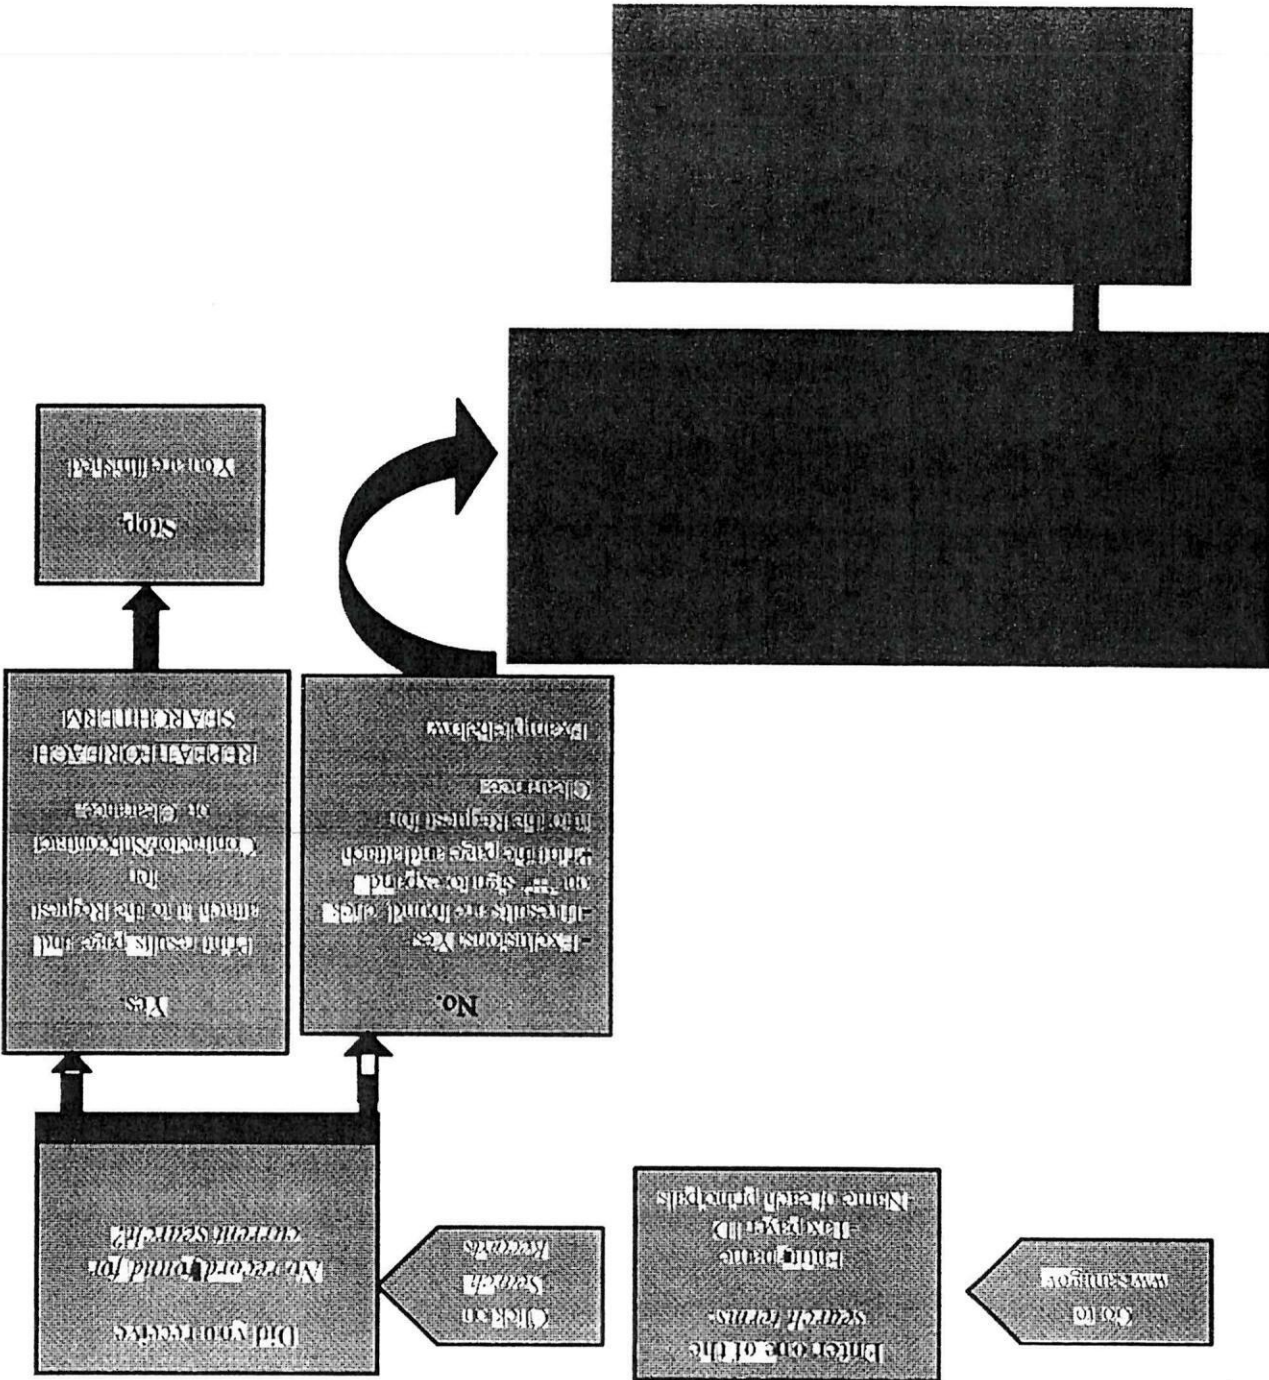 Go to
www.sam.gov
Enter one of the
search terms-
Entity name
-Taxpayer ID
-Name of each principals
Click on
Search
Records
Did you receive
No record found for
current search?
No.
-Exclusions: Yes
-If results are found, click
on "+" sign to expand.
-Print the page and attach
into the Request for
Clearance.
Example below
Yes.
Print results page and
attach it to the Request
for
Contractor/Subcontract
or Clearance.
REPEAT FOR EACH
SEARCH TERM
Stop.
You are finished